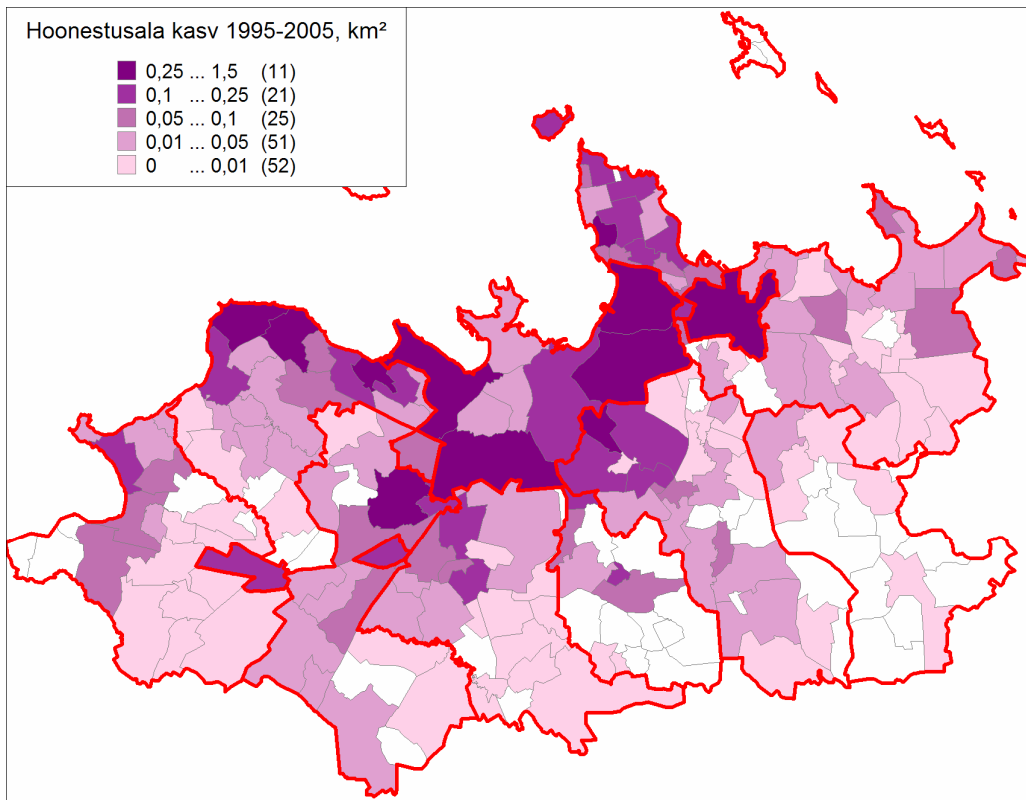 Hoonestusala kasv 1995-2005, km²
0,25 ... 1,5 (11)
0,1 ... 0,25 (21)
0,05 ... 0,1 (25)
0,01 ... 0,05 (51)
0 ... 0,01 (52)